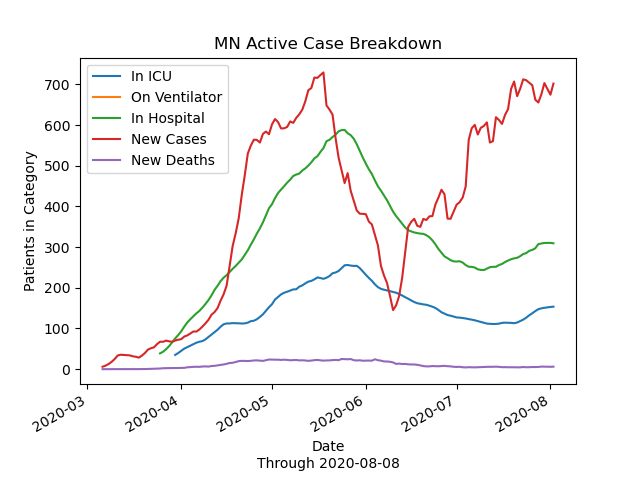 MN Active Case Breakdown
In ICU
On Ventilator
In Hospital
New Cases
New Deaths
Patients in Category
700
600
500
400
300
200
100
0
2020-03
2020-04
2020-05
2020-06
2020-07
2020-08
Date
Through 2020-08-08